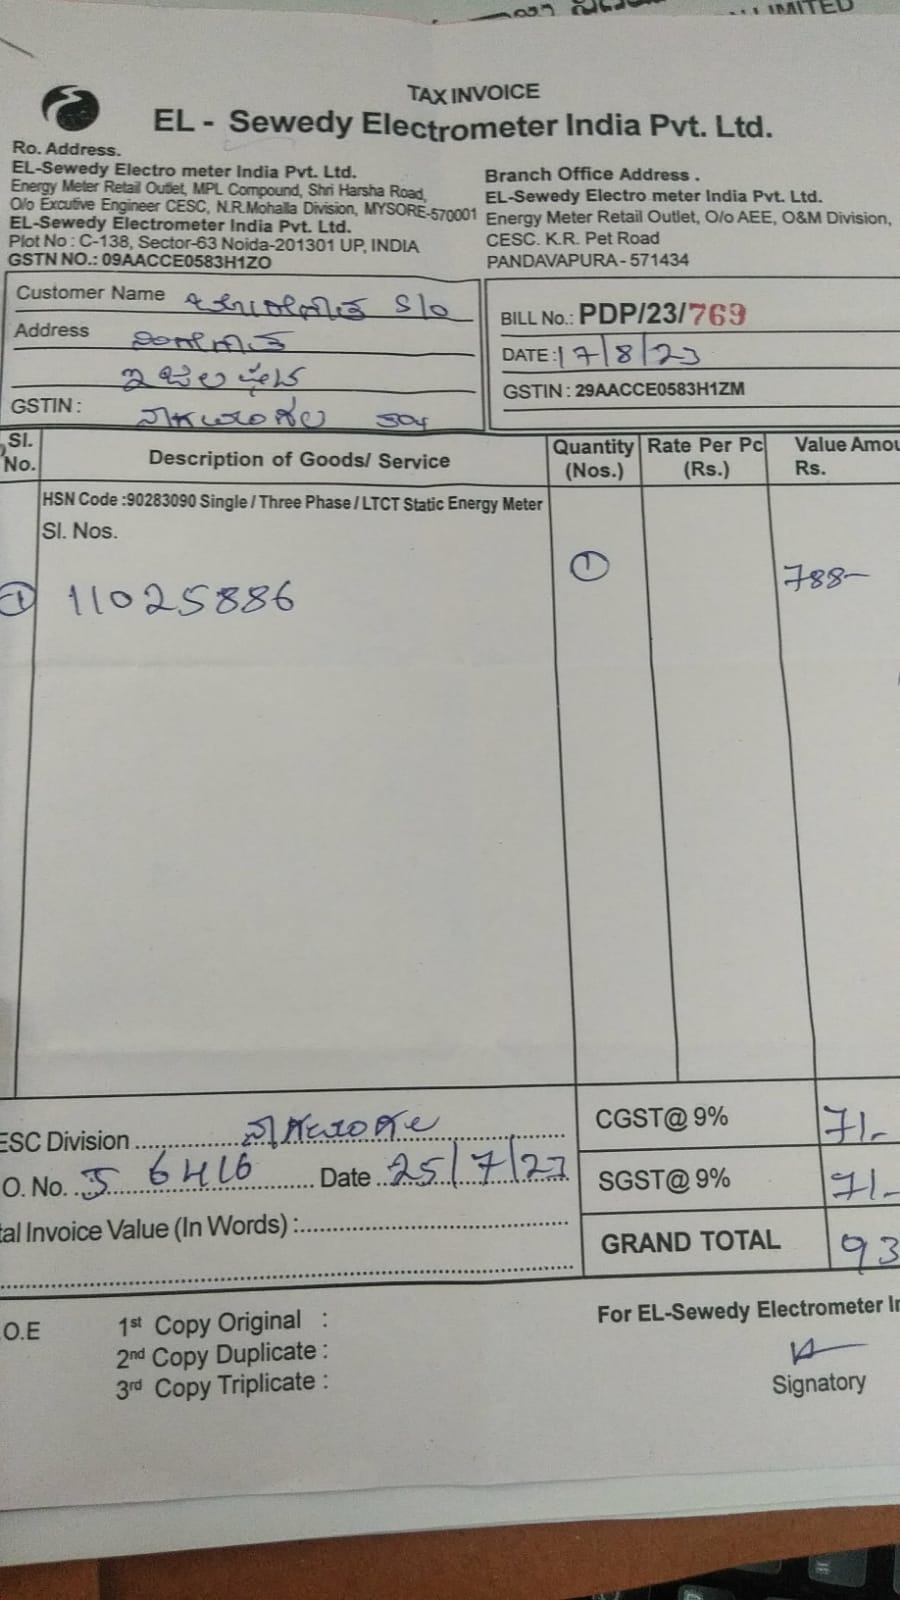 LIMITED
TAX INVOICE
EL - Sewedy Electrometer India Pvt. Ltd.
Ro. Address.
EL-Sewedy Electro meter India Pvt. Ltd.
Energy Meter Retail Outlet, MPL Compound, Shri Harsha Road,
O/o Excutive Engineer CESC, N.R.Mohalla Division, MYSORE-570001
EL-Sewedy Electrometer India Pvt. Ltd.
Plot No : C-138, Sector-63 Noida-201301 UP, INDIA
GSTN NO.: 09AACCE0583H1ZO
Branch Office Address .
EL-Sewedy Electro meter India Pvt. Ltd.
Energy Meter Retail Outlet, O/o AEE, O&M Division,
CESC. K.R. Pet Road
PANDAVAPURA - 571434
Customer Name S/o
Address
GSTIN :
BILL No.: PDP/23/769
DATE : 17/8/23
GSTIN : 29AACCE0583H1ZM
Sl. No. Description of Goods/ Service Quantity (Nos.) Rate Per Pc (Rs.) Value Amou Rs.
HSN Code :90283090 Single / Three Phase / LTCT Static Energy Meter
Sl. Nos.
1 11025886 1 788-
ESC Division
CGST@ 9% 71.-
O. No. Date 25/7/23
SGST@ 9% 71.-
tal Invoice Value (In Words) :
GRAND TOTAL 93
.O.E
1st Copy Original :
2nd Copy Duplicate :
3rd Copy Triplicate :
For EL-Sewedy Electrometer In
Signatory